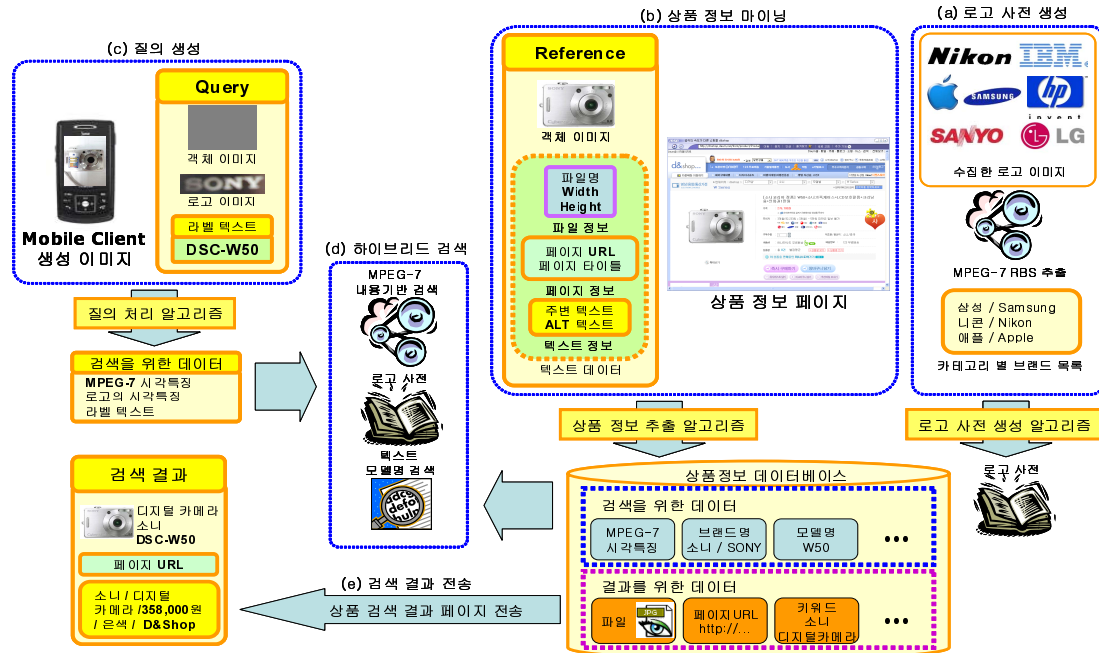 (c) 질의 생성
Query
객체 이미지
SONY
로고 이미지
라벨 텍스트
DSC-W50
Mobile Client
생성 이미지
질의 처리 알고리즘
검색을 위한 데이터
MPEG-7 시각특징
로고의 시각특징
라벨 텍스트
(d) 하이브리드 검색
MPEG-7
내용기반 검색
로고 사전
텍스트
모델명 검색
(b) 상품 정보 마이닝
Reference
객체 이미지
파일명
Width
Height
파일 정보
페이지 URL
페이지 타이틀
페이지 정보
주변 텍스트
ALT 텍스트
텍스트 정보
텍스트 데이터
d&shop
상품 정보 페이지
상품 정보 추출 알고리즘
(a) 로고 사전 생성
Nikon IBM
SAMSUNG hp
invent
SANYO LG
수집한 로고 이미지
MPEG-7 RBS 추출
삼성 / Samsung
니콘 / Nikon
애플 / Apple
카테고리 별 브랜드 목록
로고 사전 생성 알고리즘
로고 사전
상품정보 데이터베이스
검색을 위한 데이터
MPEG-7
시각특징
브랜드명
소니 / SONY
모델명
W50
•••
결과를 위한 데이터
파일
JPG
페이지URL
http://...
키워드
소니
디지털카메라
•••
(e) 검색 결과 전송
상품 검색 결과 페이지 전송
검색 결과
디지털 카메라
소니
DSC-W50
페이지 URL
소니 / 디지털
카메라 /358,000원
/ 은색 / D&Shop